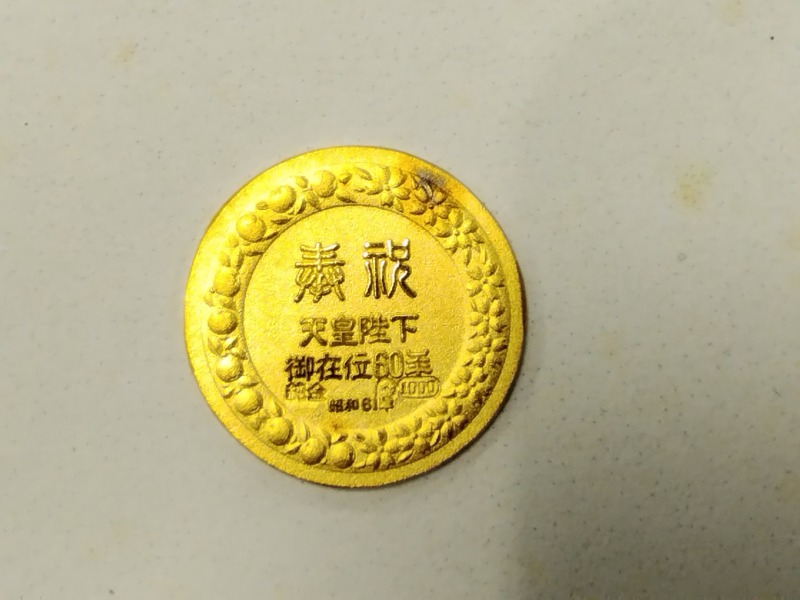 奉祝
天皇陛下
御在位60年
純金 1000
昭和61年